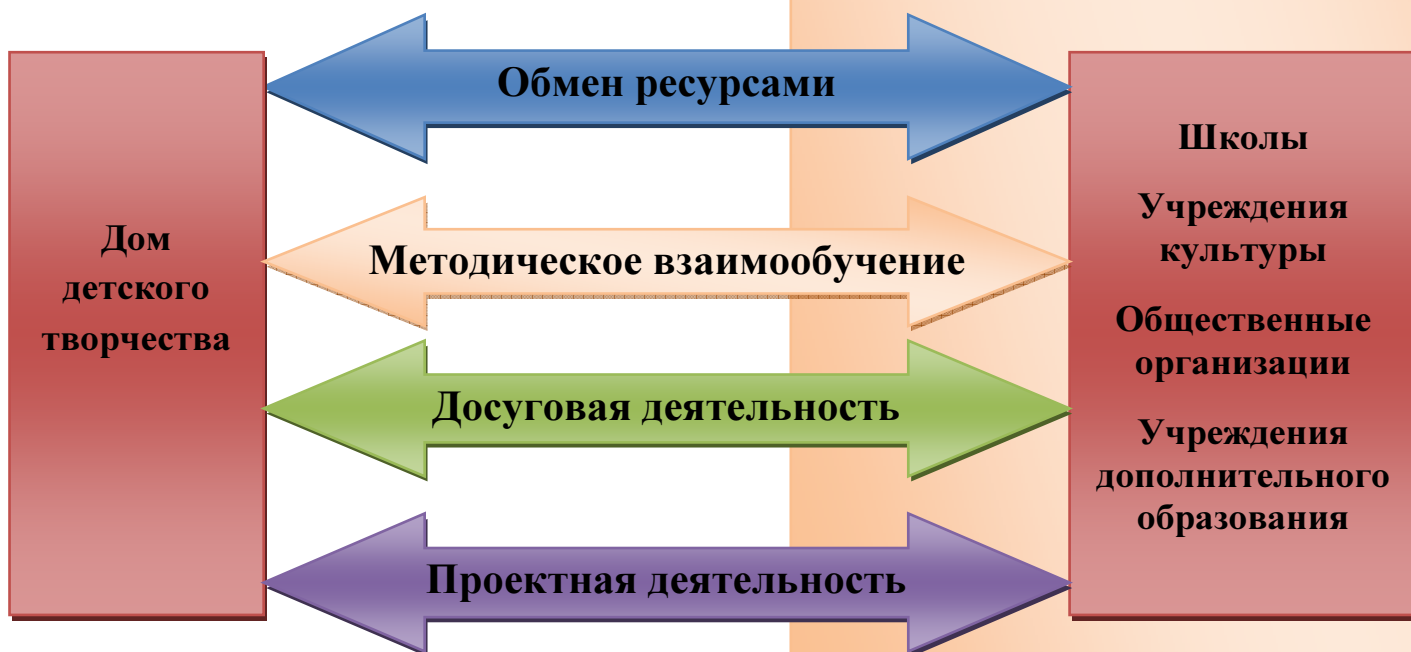 Дом
детского
творчества
Обмен ресурсами
Методическое взаимообучение
Досуговая деятельность
Проектная деятельность
Школы
Учреждения
культуры
Общественные
организации
Учреждения
дополнительного
образования